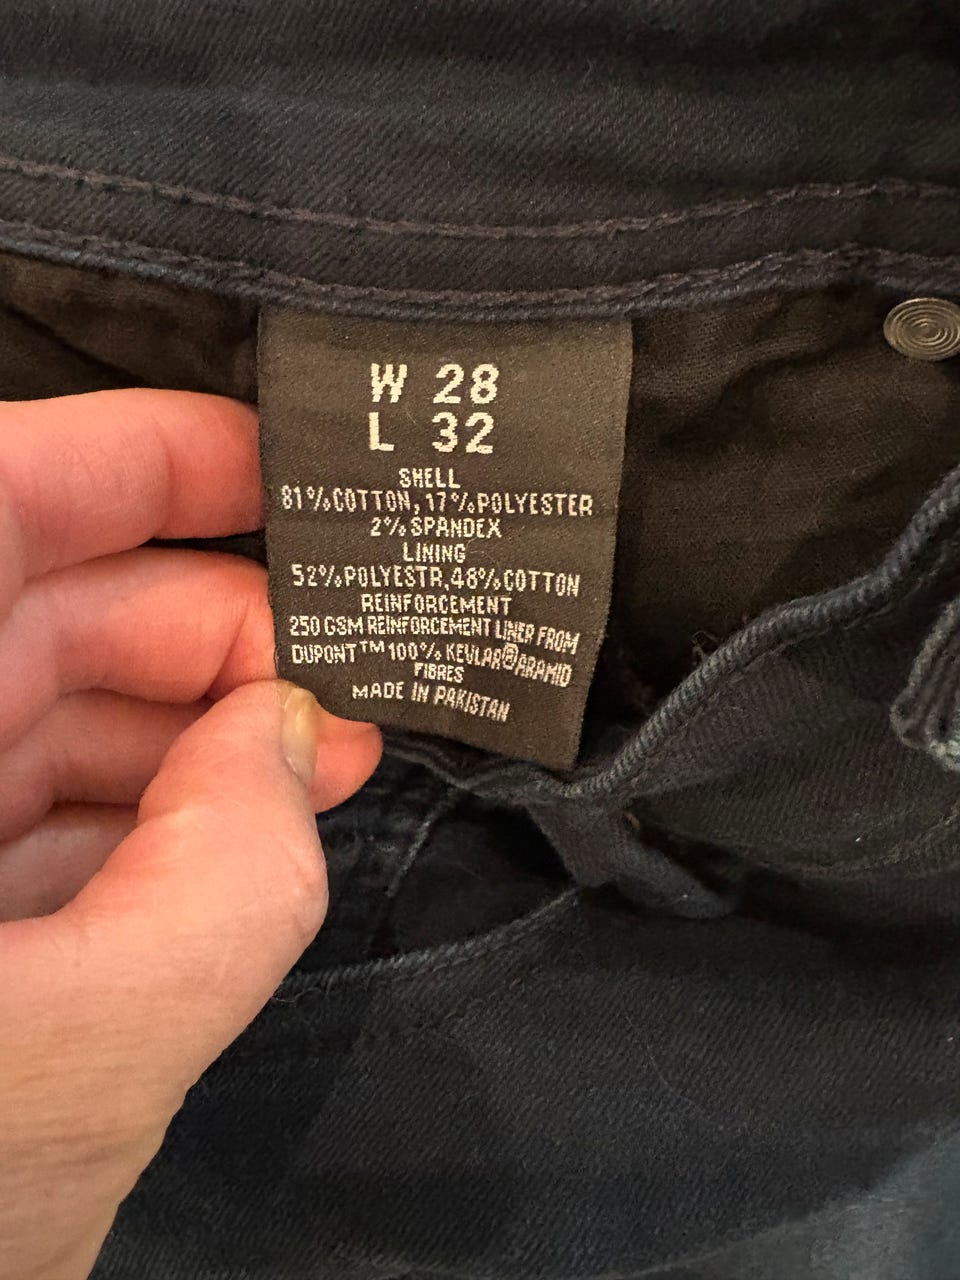 W 28
L 32
SHELL
81%COTTON, 17%POLYESTER
2% SPANDEX
LINING
52%POLYESTR,48%COTTON
REINFORCEMENT
250 GSM REINFORCEMENT LINER FROM
DUPONT™ 100% KEVLAR®ARAMID
FIBRES
MADE IN PAKISTAN